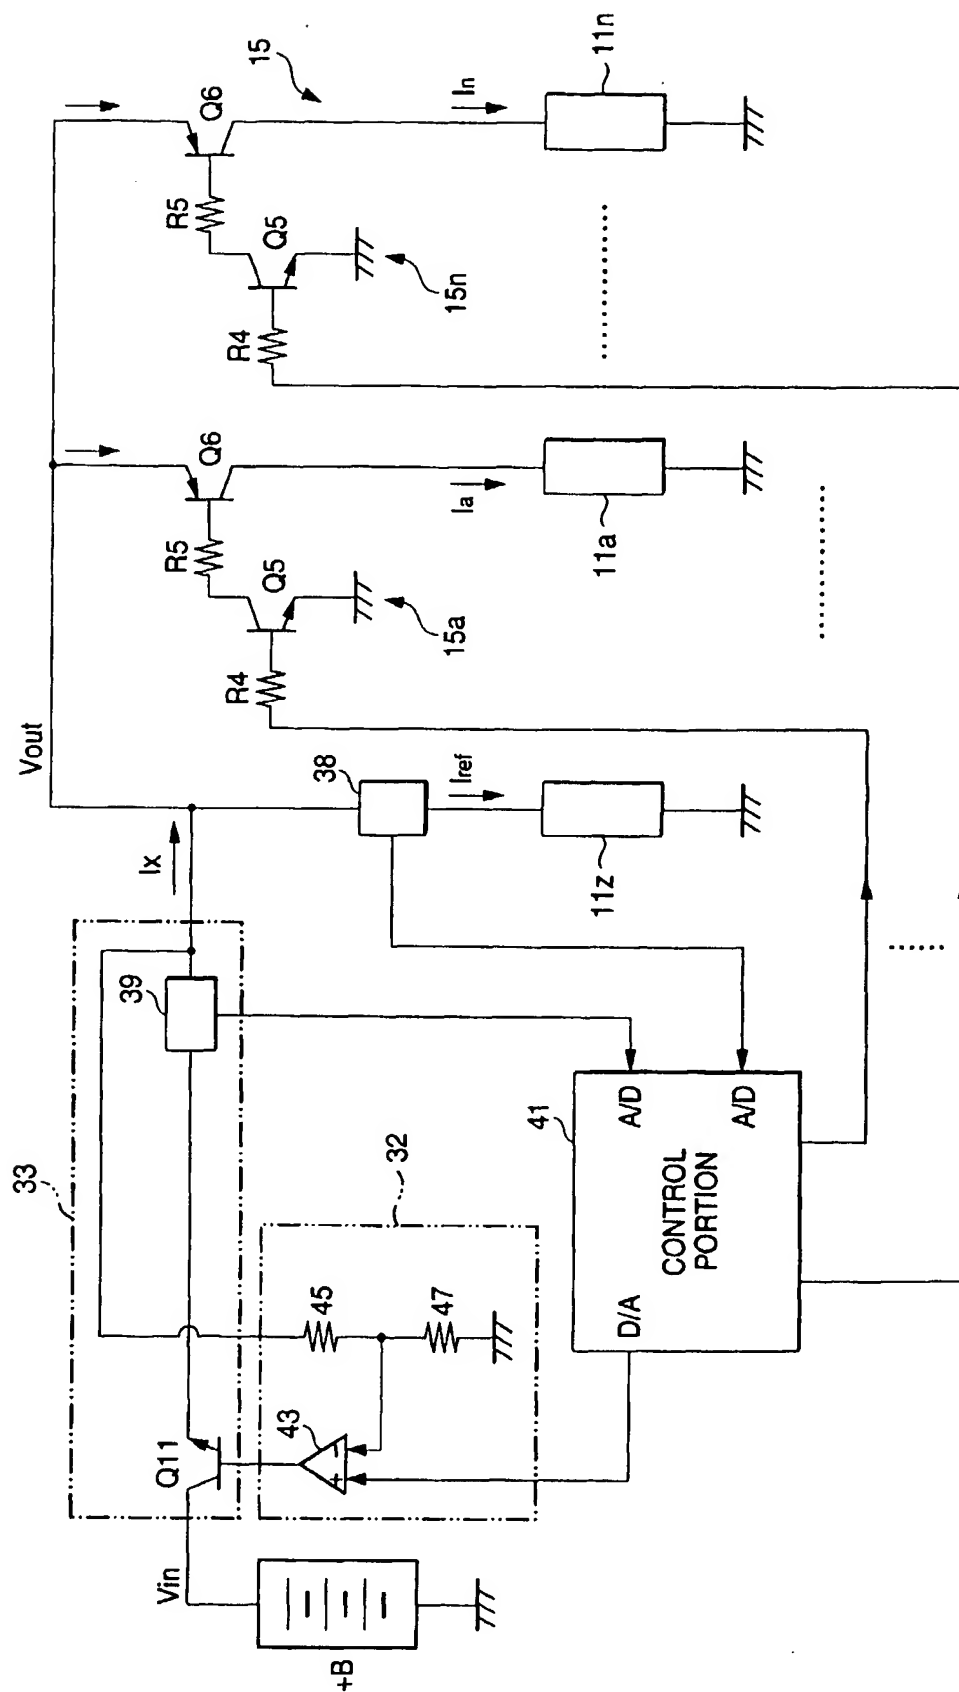 33
Q11
39
Ix
Vout
Vin
+B
43
45
47
32
41
D/A
A/D
A/D
CONTROL
PORTION
38
Iref
11z
R4
Q5
R5
Q6
15a
Ia
11a
R4
Q5
R5
Q6
15n
15
In
11n